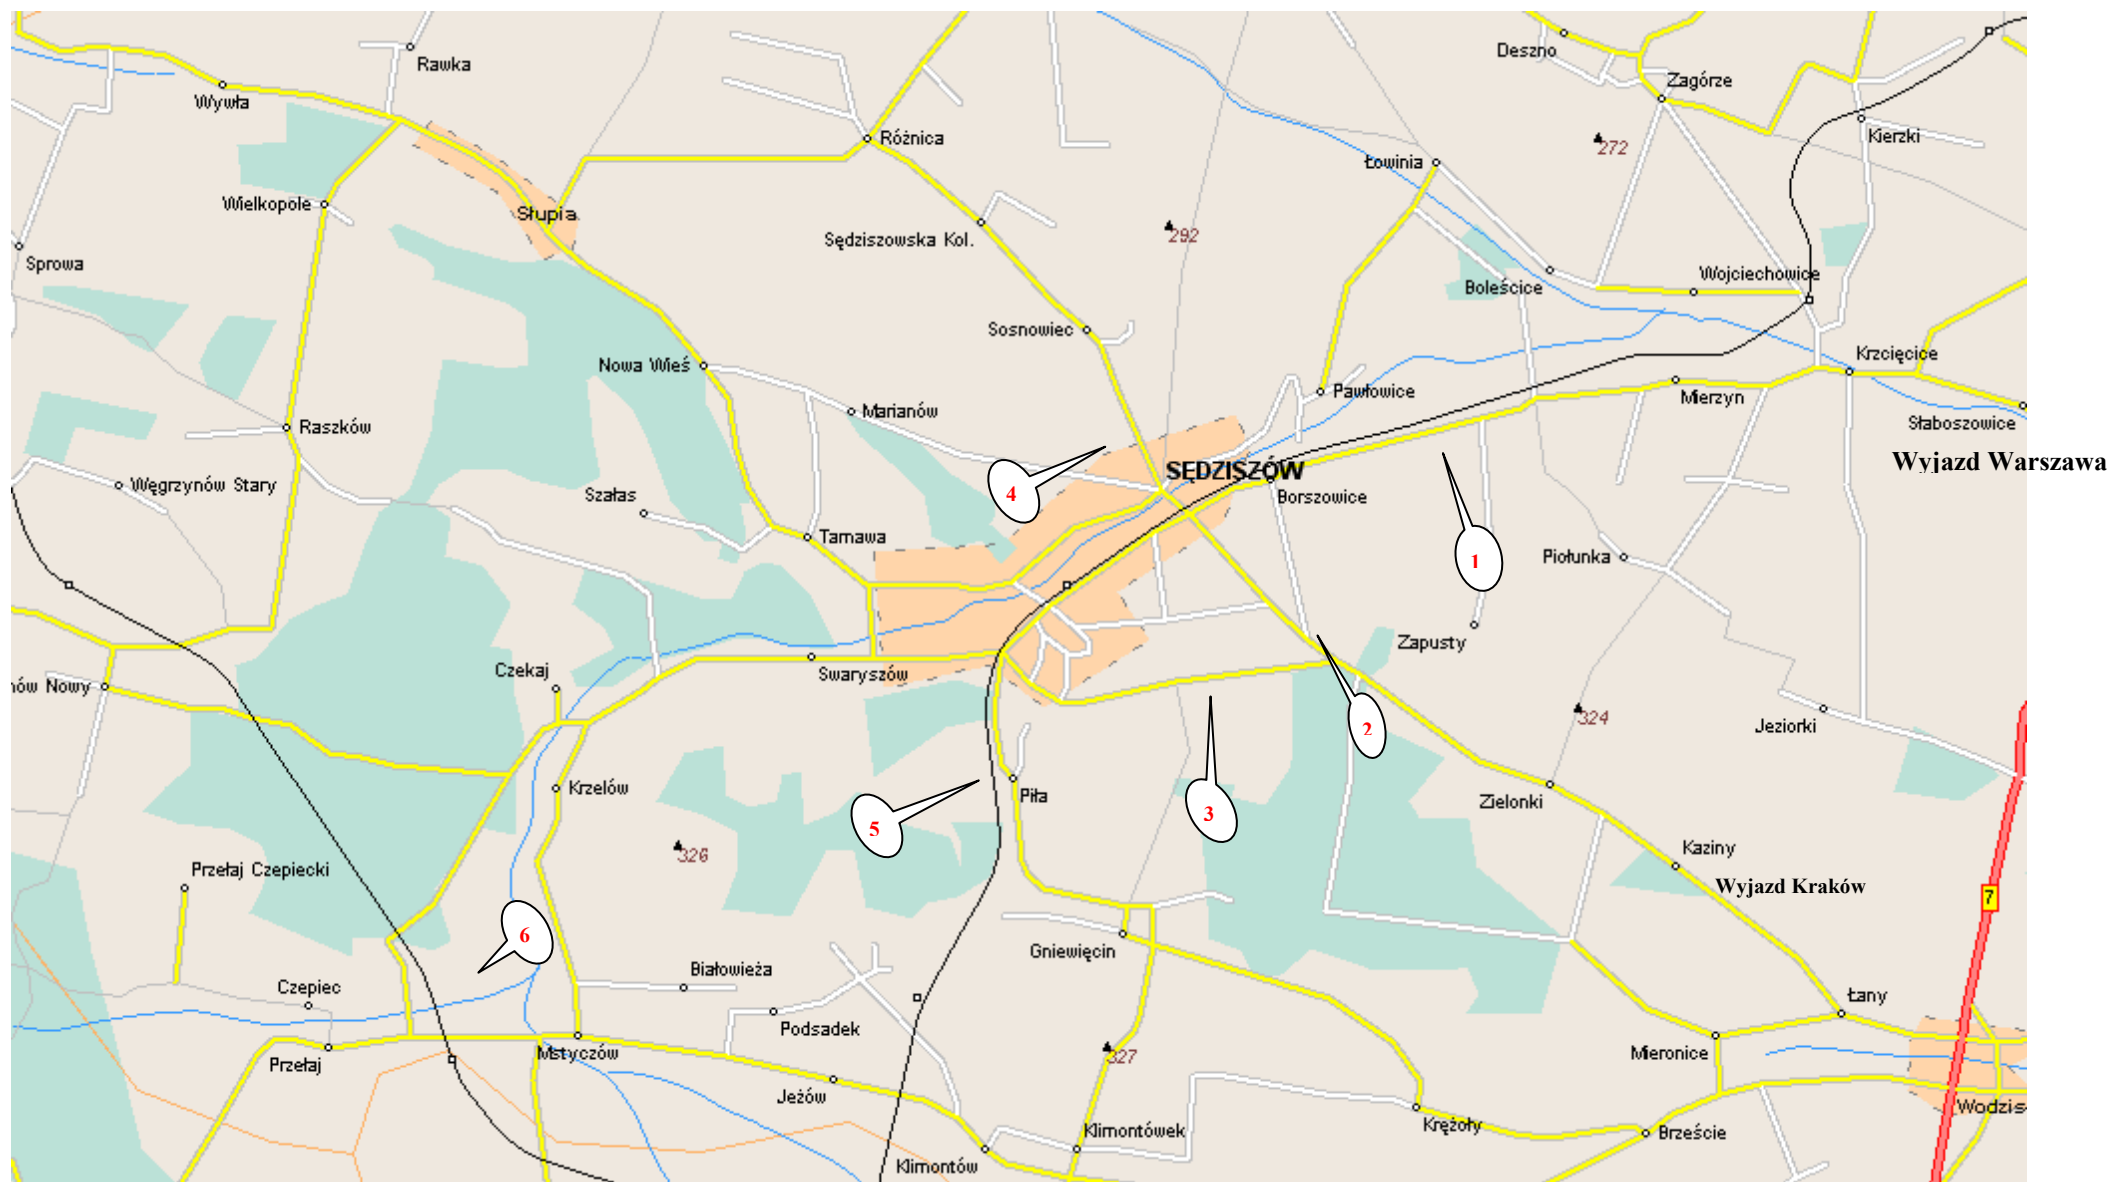 Deszno
Rawka
Zagórze
Wywła
Kierzki
Różnica
272
Łowinia
Wielkopole
Słupia
292
Sędziszowska Kol.
Sprowa
Wojciechowice
Boleścice
Sosnowiec
Krzcięcice
Nowa Wieś
Pawłowice
Mierzyn
Marianów
Słaboszowice
Raszków
Wyjazd Warszawa
SĘDZISZÓW
Węgrzynów Stary
4
Szałas
Borszowice
Tarnawa
Piołunka
1
Zapusty
Czekaj
Swaryszów
ów Nowy
324
Jeziorki
2
Krzelów
Piła
Zielonki
3
5
326
Kaziny
Przełaj Czepiecki
Wyjazd Kraków
7
6
Gniewięcin
Białowieża
Czepiec
Łany
Podsadek
Mstyczów
327
Mieronice
Przełaj
Jeżów
Wodzis
Krężoły
Klimontówek
Brzeście
Klimontów